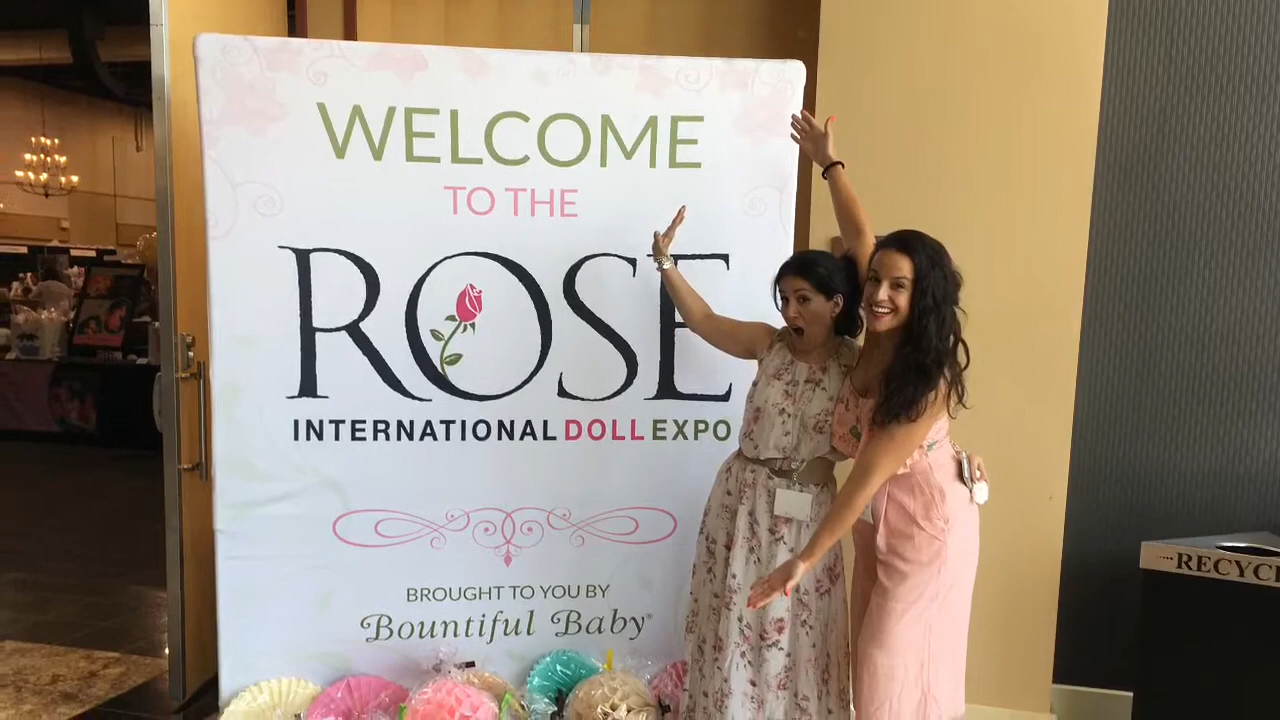 WELCOME
TO THE
ROSE
INTERNATIONAL DOLL EXPO
BROUGHT TO YOU BY
Bountiful Baby®
RECYC